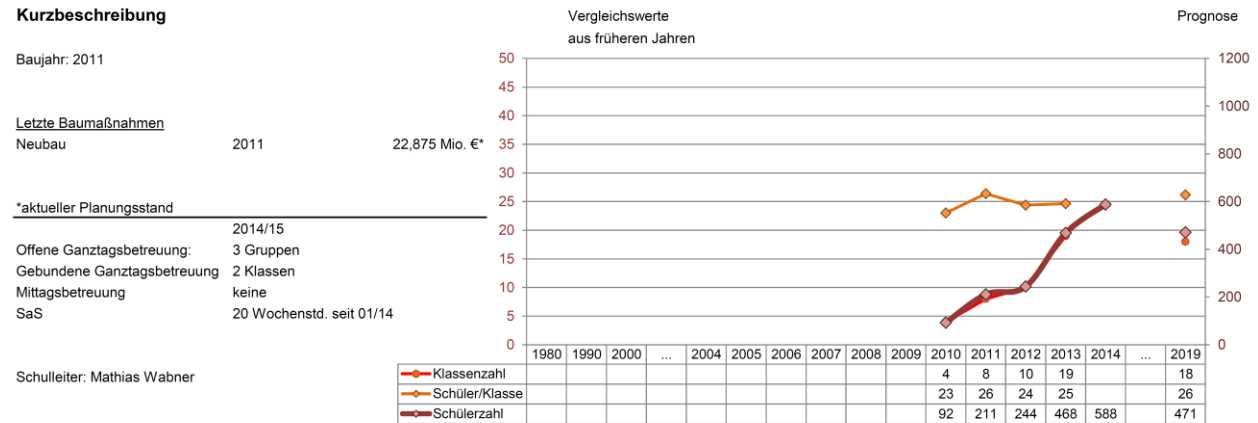 Kurzbeschreibung
Vergleichswerte
aus früheren Jahren
Prognose
Baujahr: 2011
Letzte Baumaßnahmen
Neubau 2011 22,875 Mio. €*
*aktueller Planungsstand
2014/15
Offene Ganztagsbetreuung: 3 Gruppen
Gebundene Ganztagsbetreuung 2 Klassen
Mittagsbetreuung keine
SaS 20 Wochenstd. seit 01/14
Schulleiter: Mathias Wabner
50 1200
45
1000
40
35
800
30
25 600
20
400
15
10
200
5
0 0
1980 1990 2000 ... 2004 2005 2006 2007 2008 2009 2010 2011 2012 2013 2014 ... 2019
Klassenzahl 4 8 10 19 18
Schüler/Klasse 23 26 24 25 26
Schülerzahl 92 211 244 468 588 471